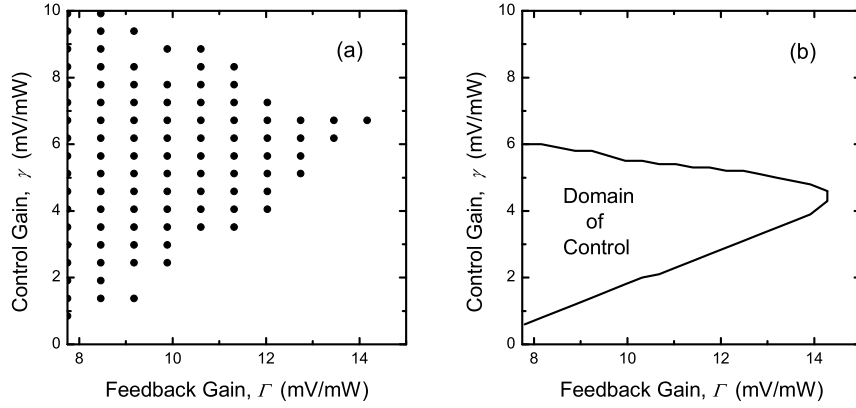 10
8
6
4
2
0
Control Gain, γ (mV/mW)
(a)
8
10
12
14
Feedback Gain, Γ (mV/mW)
10
8
6
4
2
0
Control Gain, γ (mV/mW)
(b)
Domain
of
Control
8
10
12
14
Feedback Gain, Γ (mV/mW)